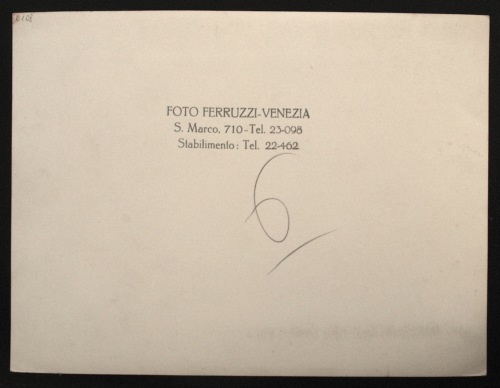 FOTO FERRUZZI-VENEZIA
S. Marco, 710-Tel. 23-098
Stabilimento: Tel. 22-462
6